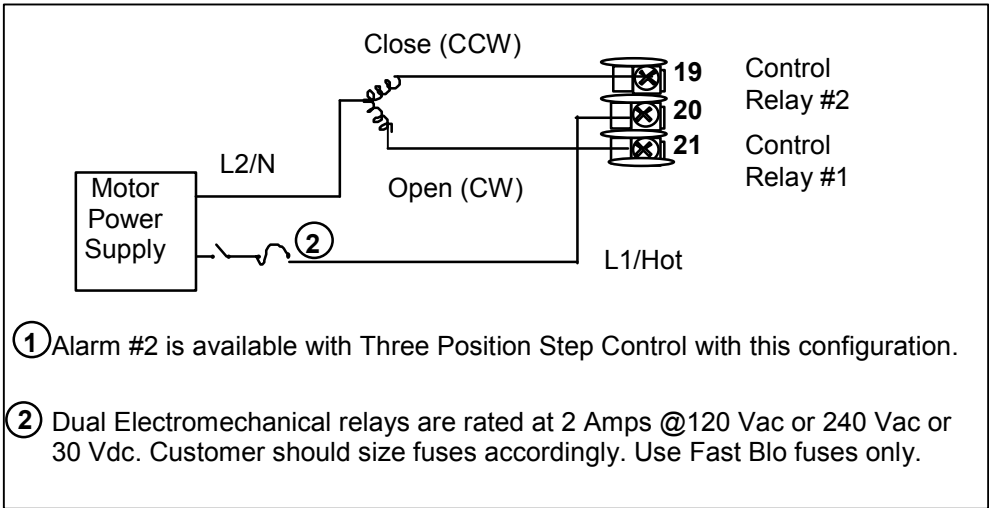 Close (CCW)
19 Control
Relay #2
20
21 Control
Relay #1
L2/N
Open (CW)
Motor
Power
Supply
2
L1/Hot
1 Alarm #2 is available with Three Position Step Control with this configuration.
2 Dual Electromechanical relays are rated at 2 Amps @120 Vac or 240 Vac or
30 Vdc. Customer should size fuses accordingly. Use Fast Blo fuses only.